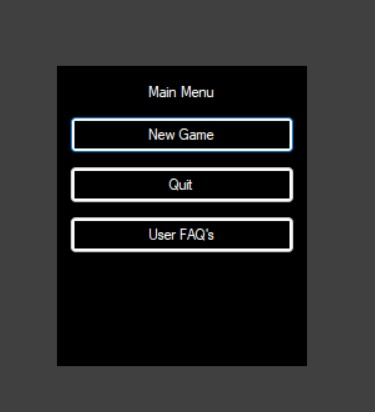 Main Menu
New Game
Quit
User FAQ's